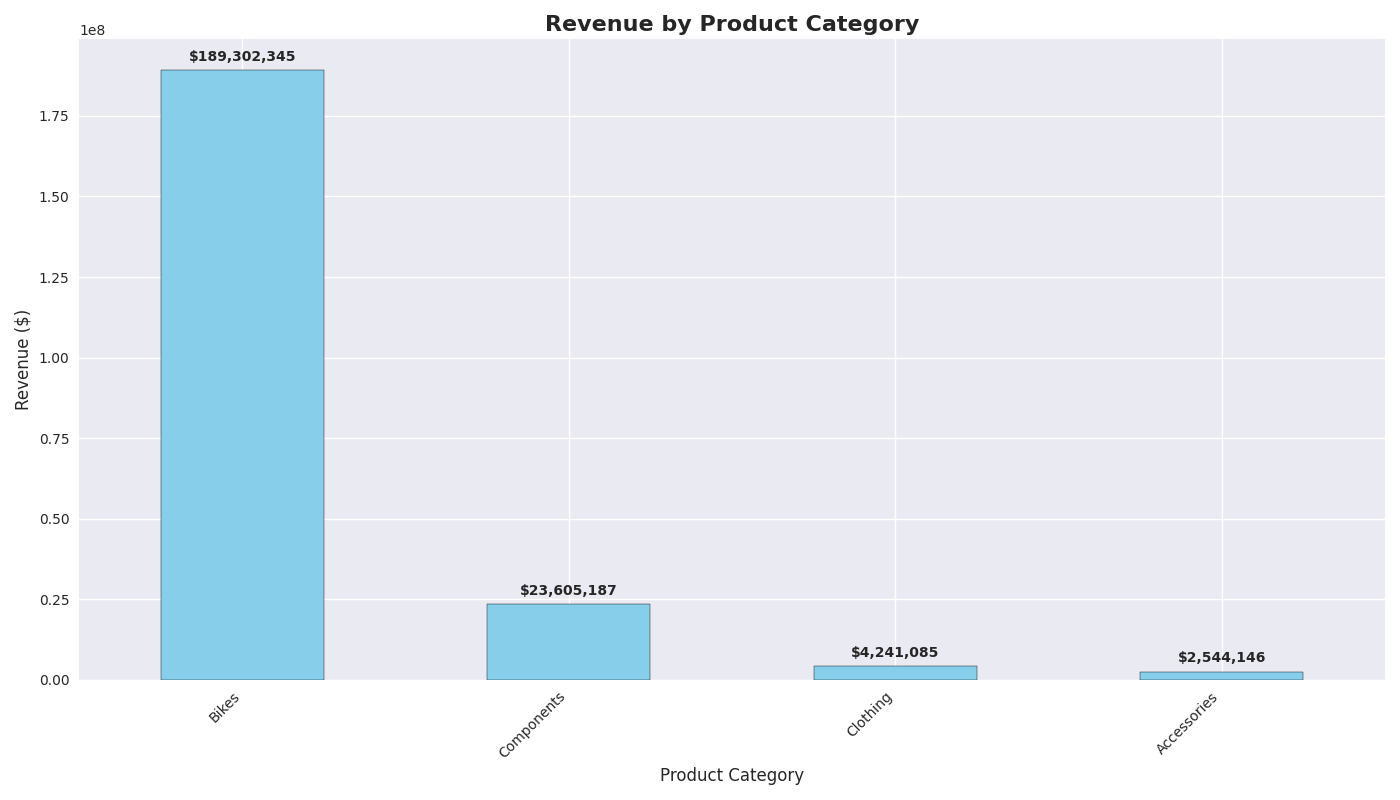 Revenue by Product Category
1e8
$189,302,345
1.75
1.50
1.25
1.00
0.75
0.50
0.25
0.00
Revenue ($)
$23,605,187
$4,241,085
$2,544,146
Bikes
Components
Clothing
Accessories
Product Category